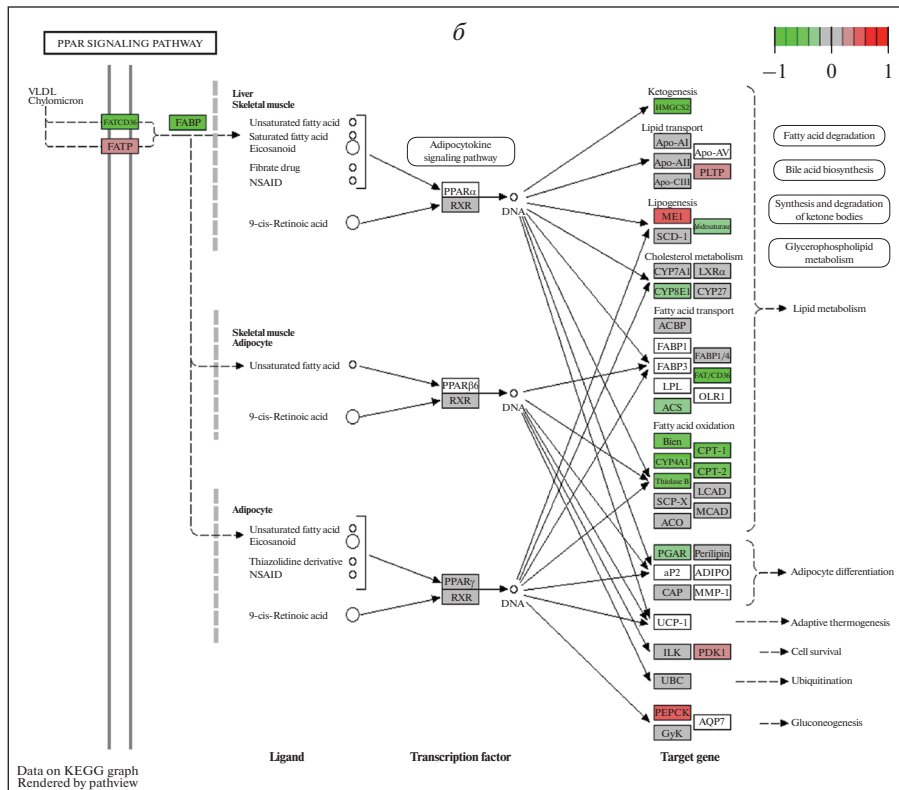 б
PPAR SIGNALING PATHWAY
−1 0 1
VLDL
Chylomicron
FATCD36
FATP
FABP
Liver
Skeletal muscle
Unsaturated fatty acid
Saturated fatty acid
Eicosanoid
Fibrate drug
NSAID
9-cis-Retinoic acid
Adipocytokine
signaling pathway
PPARα
RXR
DNA
Skeletal muscle
Adipocyte
Unsaturated fatty acid
9-cis-Retinoic acid
PPARβ6
RXR
DNA
Adipocyte
Unsaturated fatty acid
Eicosanoid
Thiazolidine derivative
NSAID
9-cis-Retinoic acid
PPARγ
RXR
DNA
Ketogenesis
HMGCS2
Lipid transport
Apo-AI
Apo-AV
Apo-AII
PLTP
Apo-CIII
Lipogenesis
ME1
Δ6desaturase
SCD-1
Cholesterol metabolism
CYP7A1 LXRα
CYP8E1 CYP27
Fatty acid transport
ACBP
FABP1
FABP1/4
FABP3
FAT/CD36
LPL
OLR1
ACS
Fatty acid oxidation
Bien
CPT-1
CYP4A1
CPT-2
Thiolase B
LCAD
SCP-X
MCAD
ACO
PGAR Perilipin
aP2 ADIPO
CAP MMP-1
UCP-1
ILK PDK1
UBC
PEPCK
AQP7
GyK
Fatty acid degradation
Bile acid biosynthesis
Synthesis and degradation
of ketone bodies
Glycerophospholipid
metabolism
Lipid metabolism
Adipocyte differentiation
Adaptive thermogenesis
Cell survival
Ubiquitination
Gluconeogenesis
Ligand
Transcription factor
Target gene
Data on KEGG graph
Rendered by pathview